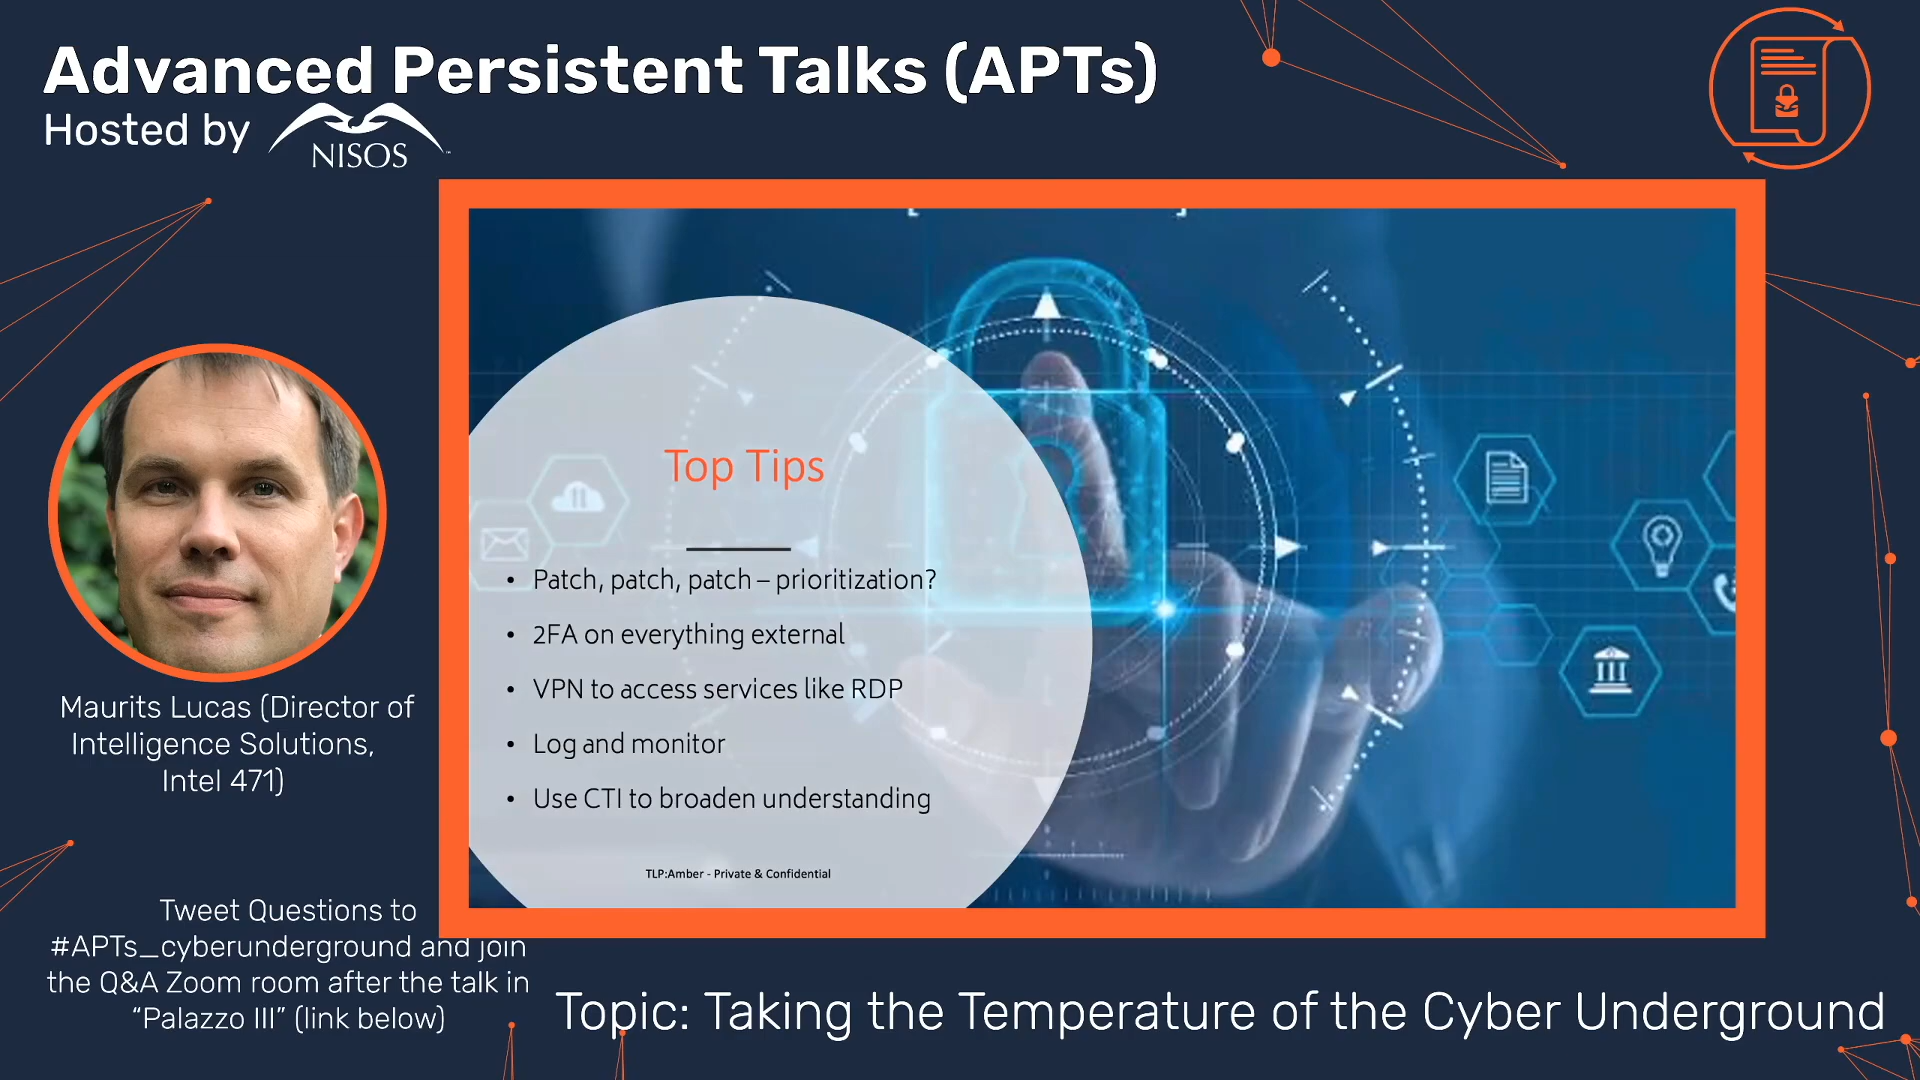 Advanced Persistent Talks (APTs)
Hosted by
NISOS
Top Tips
• Patch, patch, patch – prioritization?
• 2FA on everything external
• VPN to access services like RDP
• Log and monitor
• Use CTI to broaden understanding
TLP:Amber - Private & Confidential
Maurits Lucas (Director of
Intelligence Solutions,
Intel 471)
Tweet Questions to
#APTs_cyberunderground and join
the Q&A Zoom room after the talk in
“Palazzo III” (link below)
Topic: Taking the Temperature of the Cyber Underground